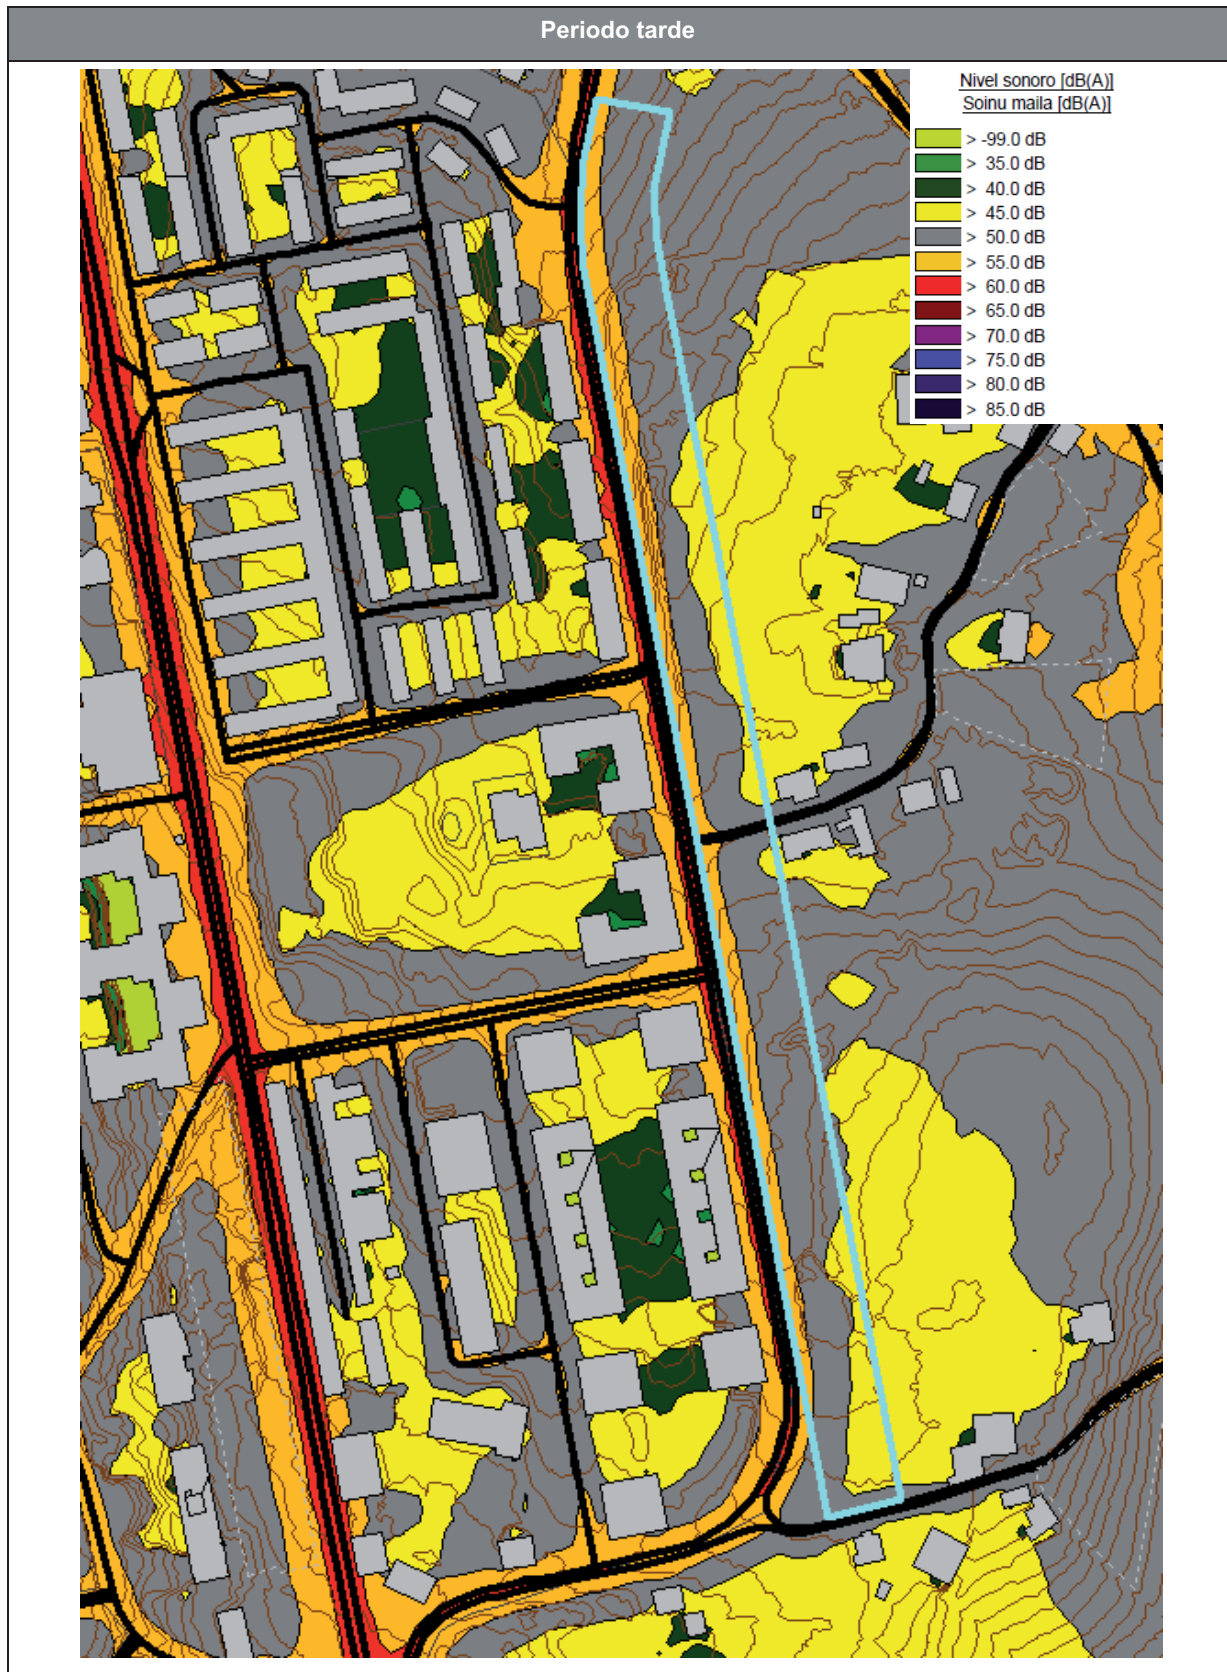 Periodo tarde
Nivel sonoro [dB(A)]
Soinu maila [dB(A)]
> -99.0 dB
> 35.0 dB
> 40.0 dB
> 45.0 dB
> 50.0 dB
> 55.0 dB
> 60.0 dB
> 65.0 dB
> 70.0 dB
> 75.0 dB
> 80.0 dB
> 85.0 dB